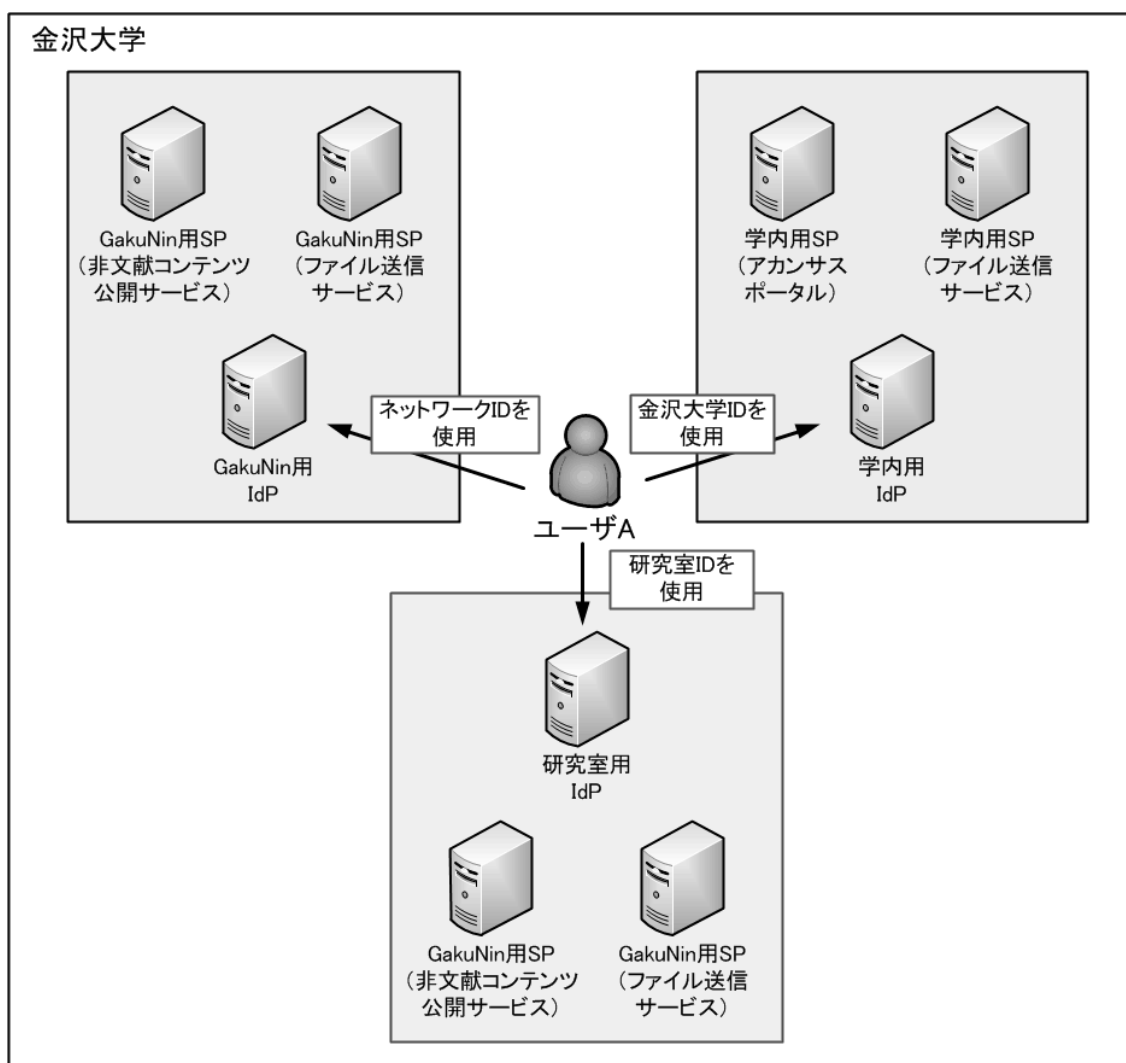 金沢大学
GakuNin用SP
(非文献コンテンツ
公開サービス)
GakuNin用SP
(ファイル送信
サービス)
学内用SP
(アカンサス
ポータル)
学内用SP
(ファイル送信
サービス)
GakuNin用
IdP
ネットワークIDを
使用
金沢大学IDを
使用
学内用
IdP
ユーザA
研究室IDを
使用
研究室用
IdP
GakuNin用SP
(非文献コンテンツ
公開サービス)
GakuNin用SP
(ファイル送信
サービス)